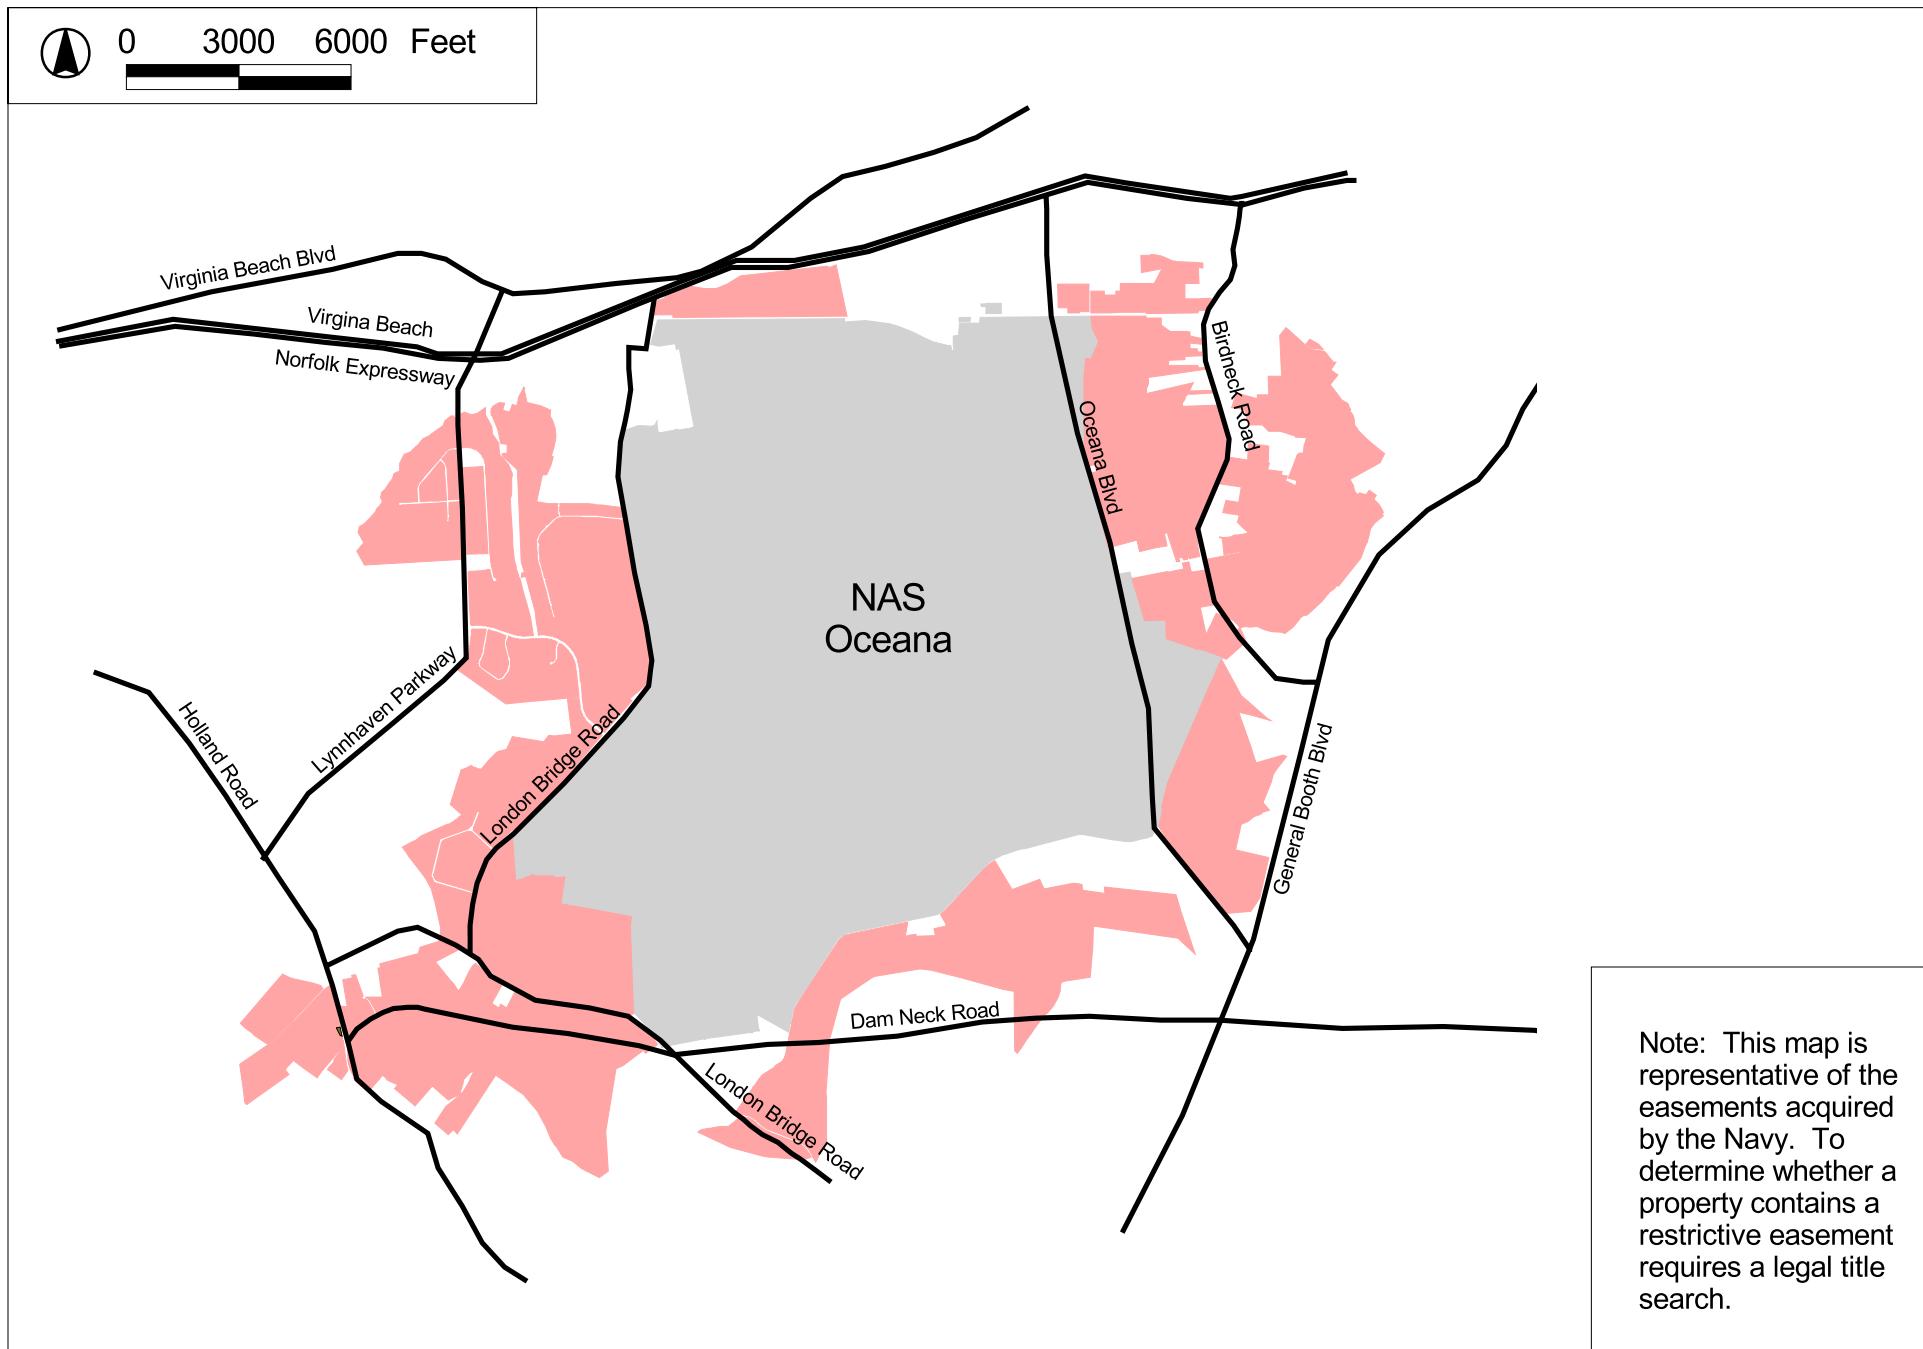 0 3000 6000 Feet
Virginia Beach Blvd
Virgina Beach
Norfolk Expressway
Birdneck Road
Oceana Blvd
NAS
Oceana
Lynnhaven Parkway
Holland Road
London Bridge Road
General Booth Blvd
Dam Neck Road
London Bridge Road
Note: This map is
representative of the
easements acquired
by the Navy. To
determine whether a
property contains a
restrictive easement
requires a legal title
search.